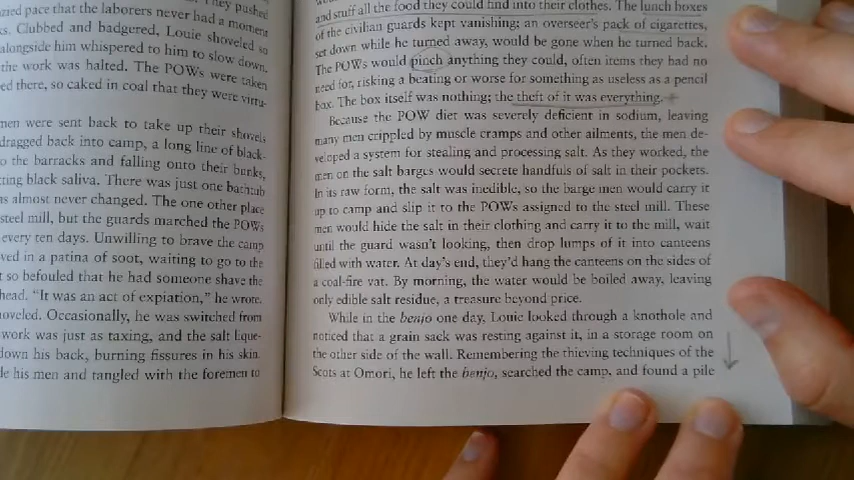 They pushed
pace that the laborers never had a moment
Clubbed and badgered, Louie shoveled so
alongside him whispered to him to slow down.
the work was halted. The POWs were taken
ed there, so caked in coal that they were virtu-
men were sent back to take up their shovels
dragged back into camp, a long line of black-
o the barracks and falling onto their bunks,
ting black saliva. There was just one bathtub
as almost never changed. The one other place
steel mill, but the guards marched the POWs
every ten days. Unwilling to brave the camp
ved in a patina of soot, waiting to go to the
t so befouled that he had someone shave the
head. "It was an act of expiation," he wrote.
hoveled. Occasionally, he was switched from
work was just as taxing, and the salt lique-
down his back, burning fissures in his skin.
de his men and tangled with the foremen to
and stuff all the food they could find into their clothes. The lunch boxes
of the civilian guards kept vanishing; an overseer's pack of cigarettes,
set down while he turned away, would be gone when he turned back.
The POWs would pinch anything they could, often items they had no
need for, risking a beating or worse for something as useless as a pencil
box. The box itself was nothing; the theft of it was everything.
Because the POW diet was severely deficient in sodium, leaving
many men crippled by muscle cramps and other ailments, the men de-
veloped a system for stealing and processing salt. As they worked, the
men on the salt barges would secrete handfuls of salt in their pockets.
In its raw form, the salt was inedible, so the barge men would carry it
up to camp and slip it to the POWs assigned to the steel mill. These
men would hide the salt in their clothing and carry it to the mill, wait
until the guard wasn't looking, then drop lumps of it into canteens
filled with water. At day's end, they'd hang the canteens on the sides of
a coal-fire vat. By morning, the water would be boiled away, leaving
only edible salt residue, a treasure beyond price.
While in the benjo one day, Louie looked through a knothole and
noticed that a grain sack was resting against it, in a storage room on
the other side of the wall. Remembering the thieving techniques of the
Scots at Omori, he left the benjo, searched the camp, and found a pile